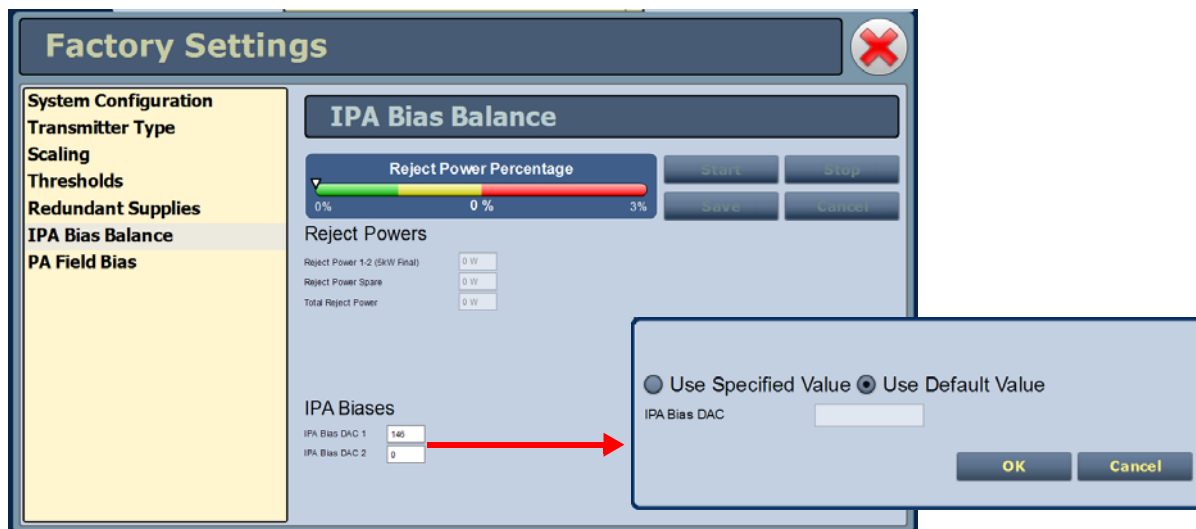 Factory Settings
System Configuration
Transmitter Type
Scaling
Thresholds
Redundant Supplies
IPA Bias Balance
PA Field Bias
IPA Bias Balance
Reject Power Percentage
0% 0 % 3%
Start Stop
Save Cancel
Reject Powers
Reject Power 1-2 (5kW Final) 0 W
Reject Power Spare 0 W
Total Reject Power 0 W
IPA Biases
IPA Bias DAC 1 146
IPA Bias DAC 2 0
Use Specified Value Use Default Value
IPA Bias DAC
OK Cancel